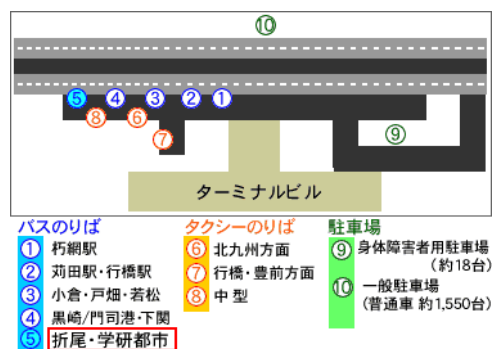 ⑩
⑤ ④ ③ ② ①
⑧ ⑥
⑦
⑨
ターミナルビル
バスのりば
① 朽網駅
② 苅田駅・行橋駅
③ 小倉・戸畑・若松
④ 黒崎/門司港・下関
⑤ 折尾・学研都市
タクシーのりば
⑥ 北九州方面
⑦ 行橋・豊前方面
⑧ 中型
駐車場
⑨ 身体障害者用駐車場
(約18台)
⑩ 一般駐車場
(普通車 約1,550台)